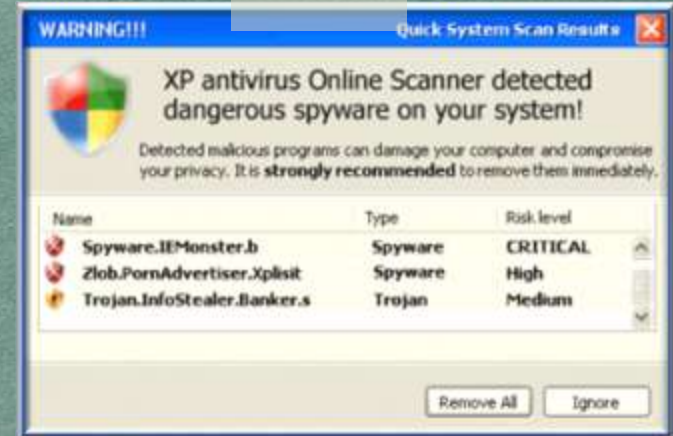 WARNING!!! Quick System Scan Results
XP antivirus Online Scanner detected
dangerous spyware on your system!
Detected malicious programs can damage your computer and compromise
your privacy. It is strongly recommended to remove them immediately.
Name Type Risk level
Spyware.IEMonster.b Spyware CRITICAL
Zlob.PornAdvertiser.Xplisit Spyware High
Trojan.InfoStealer.Banker.s Trojan Medium
Remove All Ignore